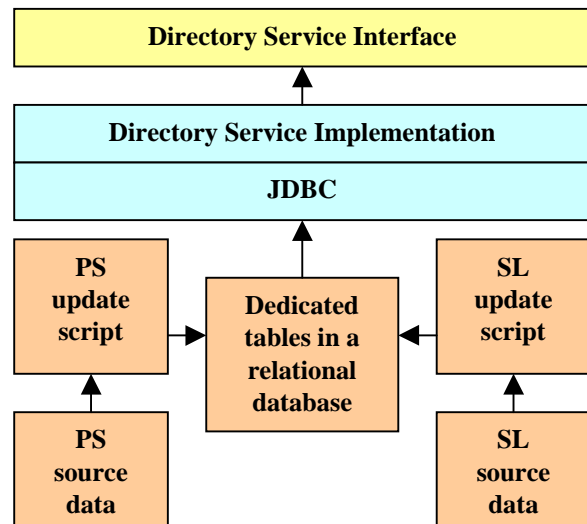 Directory Service Interface
Directory Service Implementation
JDBC
PS
update
script
Dedicated
tables in a
relational
database
SL
update
script
PS
source
data
SL
source
data